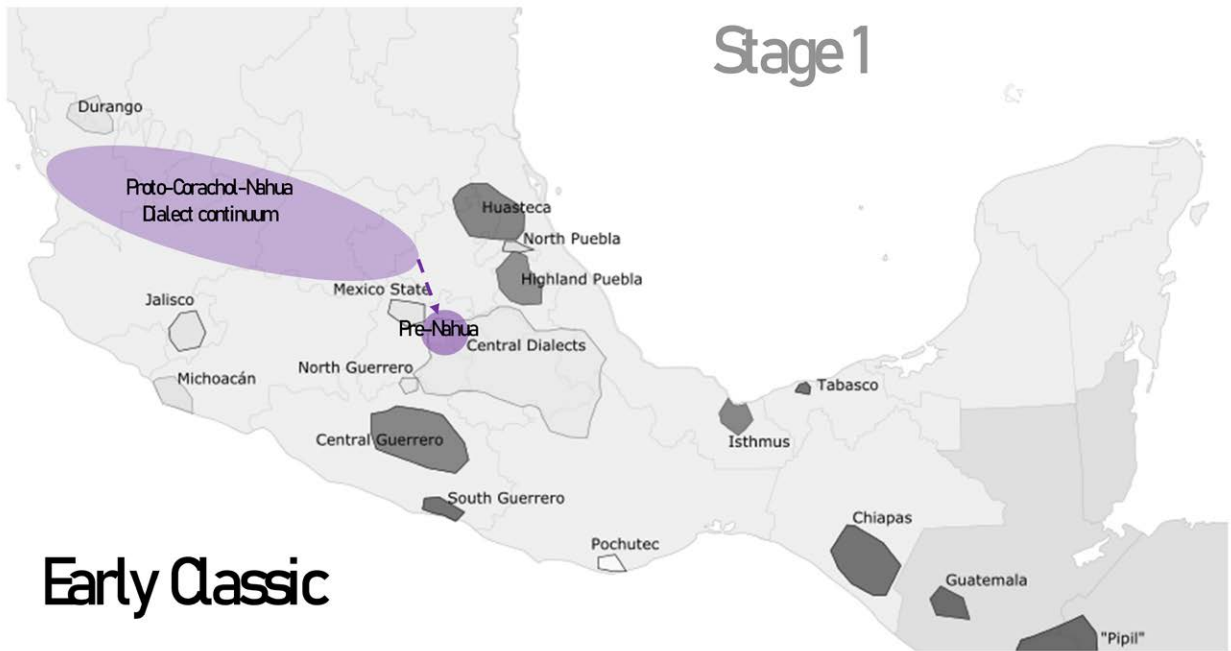 Stage 1
Durango
Proto-Corachol-Nahua
Dialect continuum
Huasteca
North Puebla
Highland Puebla
Mexico State
Jalisco
Pre-Nahua
Central Dialects
North Guerrero
Michoacán
Tabasco
Central Guerrero
Isthmus
South Guerrero
Chiapas
Pochutec
Early Classic
Guatemala
"Pipil"